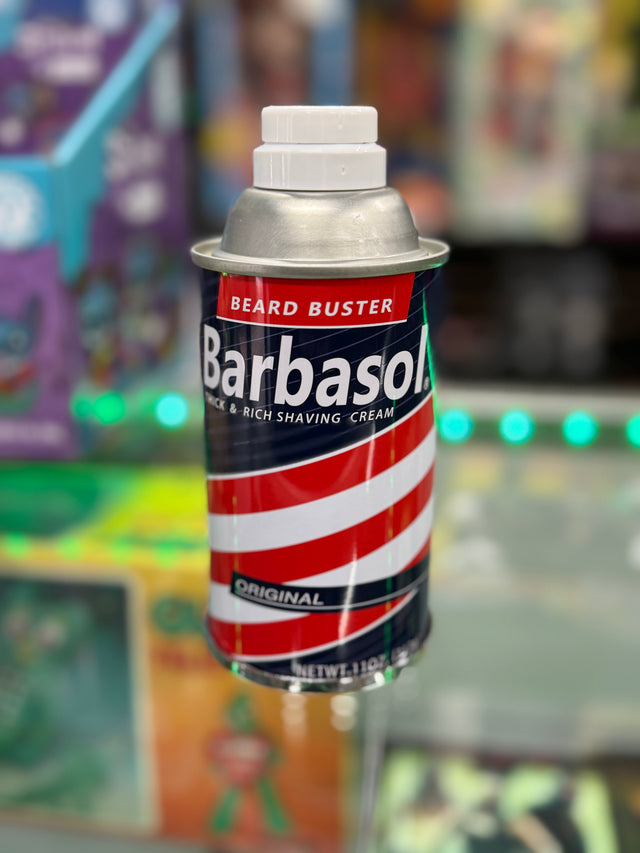 BEARD BUSTER
Barbasol®
THICK & RICH SHAVING CREAM
ORIGINAL
NET WT. 11 OZ.